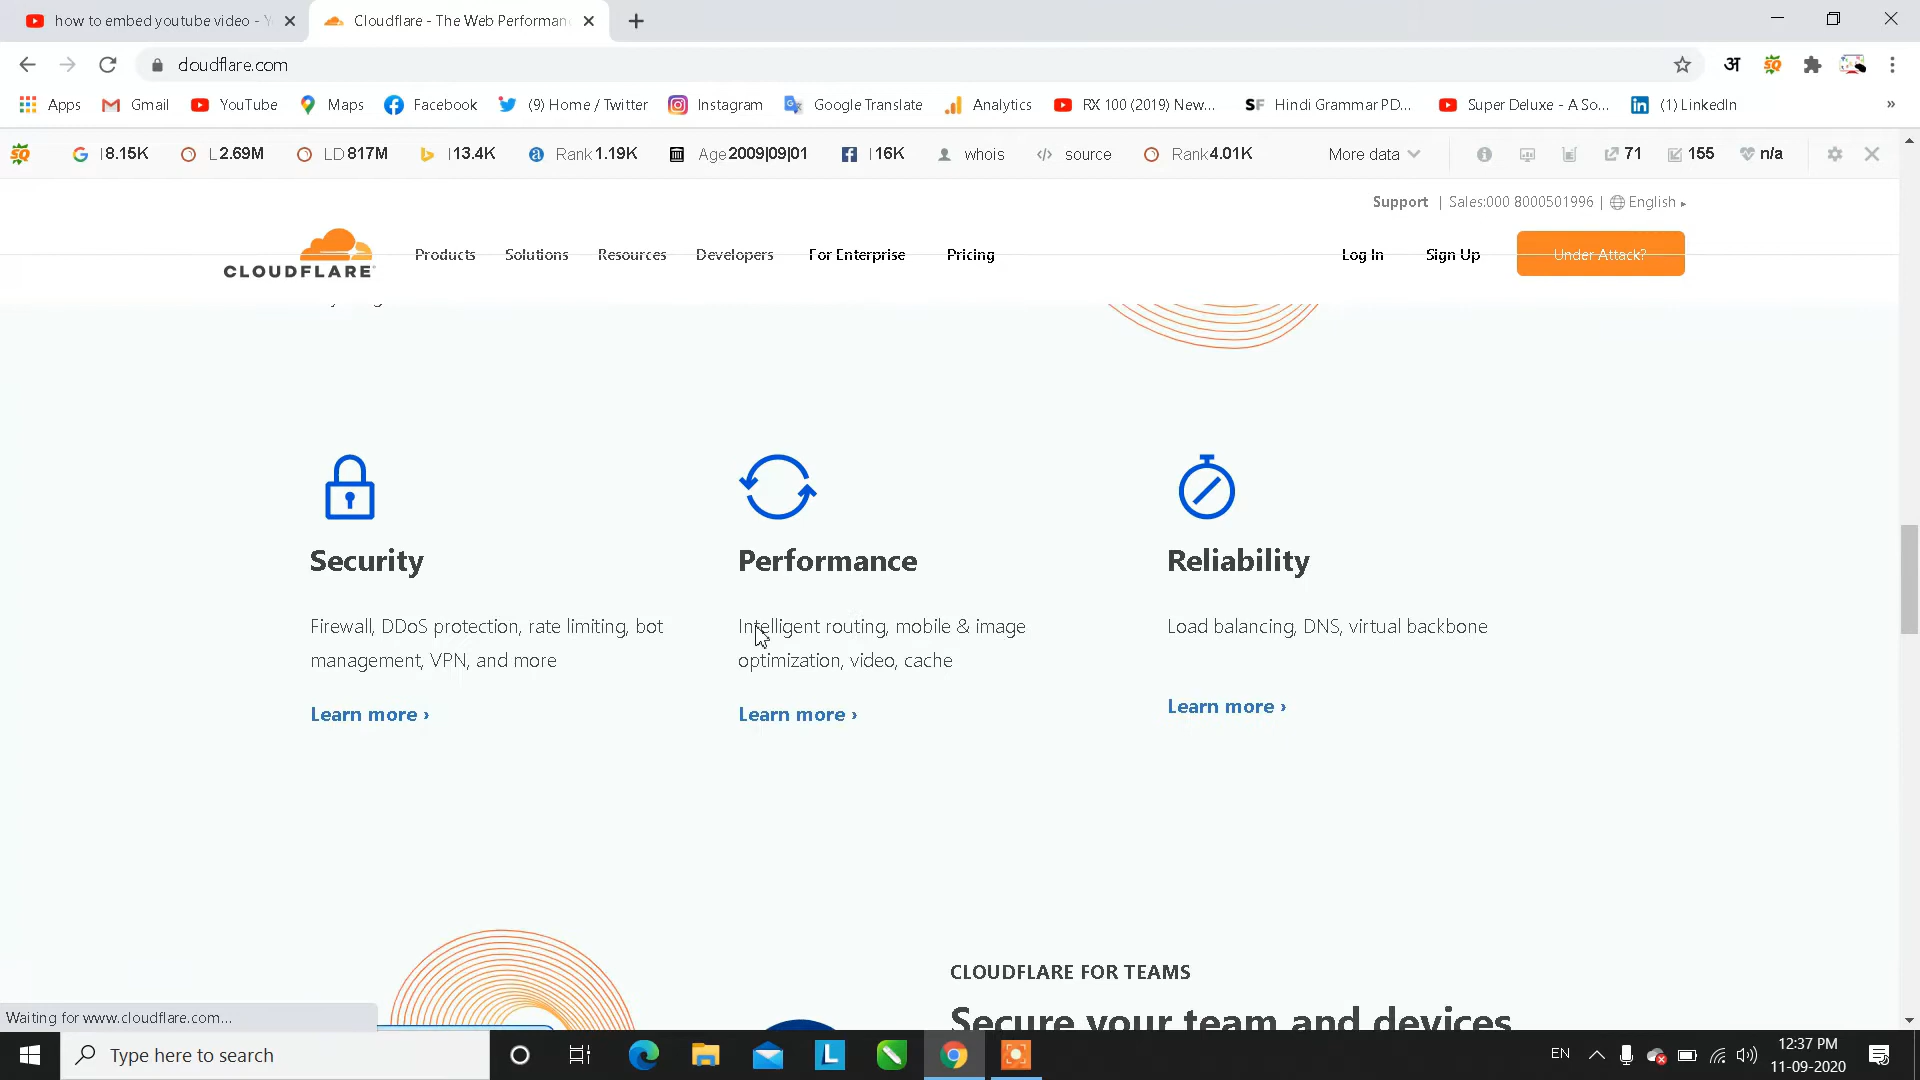 how to embed youtube video - Y
Cloudflare - The Web Performan
cloudflare.com
अ
SQ
Apps
Gmail
YouTube
Maps
Facebook
(9) Home / Twitter
Instagram
Google Translate
Analytics
RX 100 (2019) New...
SF Hindi Grammar PD...
Super Deluxe - A So...
in (1) LinkedIn
»
SQ
G I 8.15K
L 2.69M
LD 817M
I 13.4K
a Rank 1.19K
Age 2009|09|01
I 16K
whois
source
Rank 4.01K
More data
71
155
n/a
Support | Sales:000 8000501996 | English ▸
CLOUDFLARE
Products
Solutions
Resources
Developers
For Enterprise
Pricing
Log In
Sign Up
Under Attack?
Security
Firewall, DDoS protection, rate limiting, bot
management, VPN, and more
Learn more ›
Performance
Intelligent routing, mobile & image
optimization, video, cache
Learn more ›
Reliability
Load balancing, DNS, virtual backbone
Learn more ›
CLOUDFLARE FOR TEAMS
Secure your team and devices
Waiting for www.cloudflare.com...
Type here to search
L
EN
12:37 PM
11-09-2020